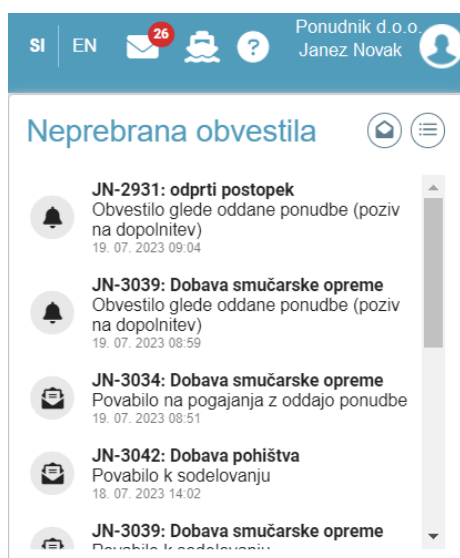 SI EN 26 ? Ponudnik d.o.o.
Janez Novak
Neprebrana obvestila
JN-2931: odprti postopek
Obvestilo glede oddane ponudbe (poziv
na dopolnitev)
19. 07. 2023 09:04
JN-3039: Dobava smučarske opreme
Obvestilo glede oddane ponudbe (poziv
na dopolnitev)
19. 07. 2023 08:59
JN-3034: Dobava smučarske opreme
Povabilo na pogajanja z oddajo ponudbe
19. 07. 2023 08:51
JN-3042: Dobava pohištva
Povabilo k sodelovanju
18. 07. 2023 14:02
JN-3039: Dobava smučarske opreme
Povabilo k sodelovanju